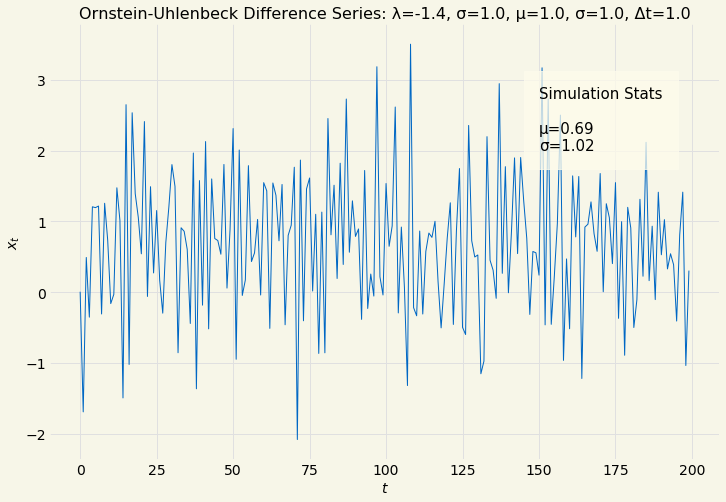 Ornstein-Uhlenbeck Difference Series: λ=-1.4, σ=1.0, μ=1.0, σ=1.0, Δt=1.0
3
2
1
0
−1
−2
x_t
Simulation Stats
μ=0.69
σ=1.02
0 25 50 75 100 125 150 175 200
t